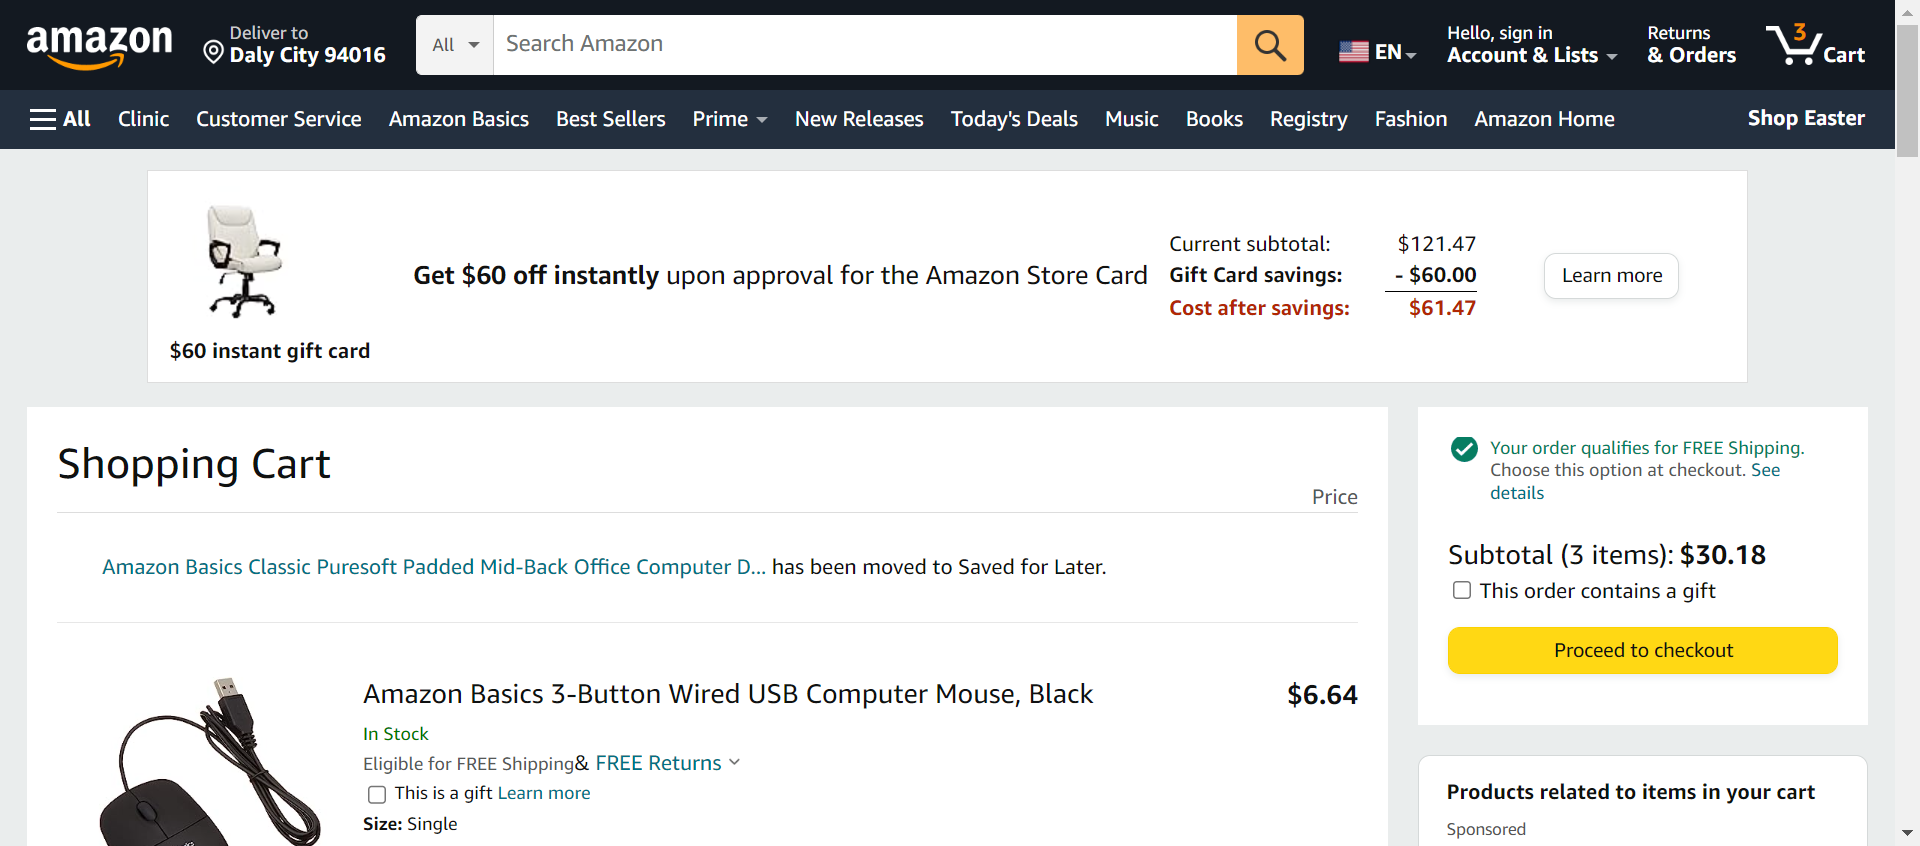 amazon
Deliver to
Daly City 94016
All
Search Amazon
EN
Hello, sign in
Account & Lists
Returns
& Orders
3
Cart
All
Clinic
Customer Service
Amazon Basics
Best Sellers
Prime
New Releases
Today's Deals
Music
Books
Registry
Fashion
Amazon Home
Shop Easter
$60 instant gift card
Get $60 off instantly upon approval for the Amazon Store Card
Current subtotal: $121.47
Gift Card savings: - $60.00
Cost after savings: $61.47
Learn more
Shopping Cart
Price
Amazon Basics Classic Puresoft Padded Mid-Back Office Computer D... has been moved to Saved for Later.
Amazon Basics 3-Button Wired USB Computer Mouse, Black
$6.64
In Stock
Eligible for FREE Shipping& FREE Returns
This is a gift Learn more
Size: Single
Your order qualifies for FREE Shipping.
Choose this option at checkout. See
details
Subtotal (3 items): $30.18
This order contains a gift
Proceed to checkout
Products related to items in your cart
Sponsored